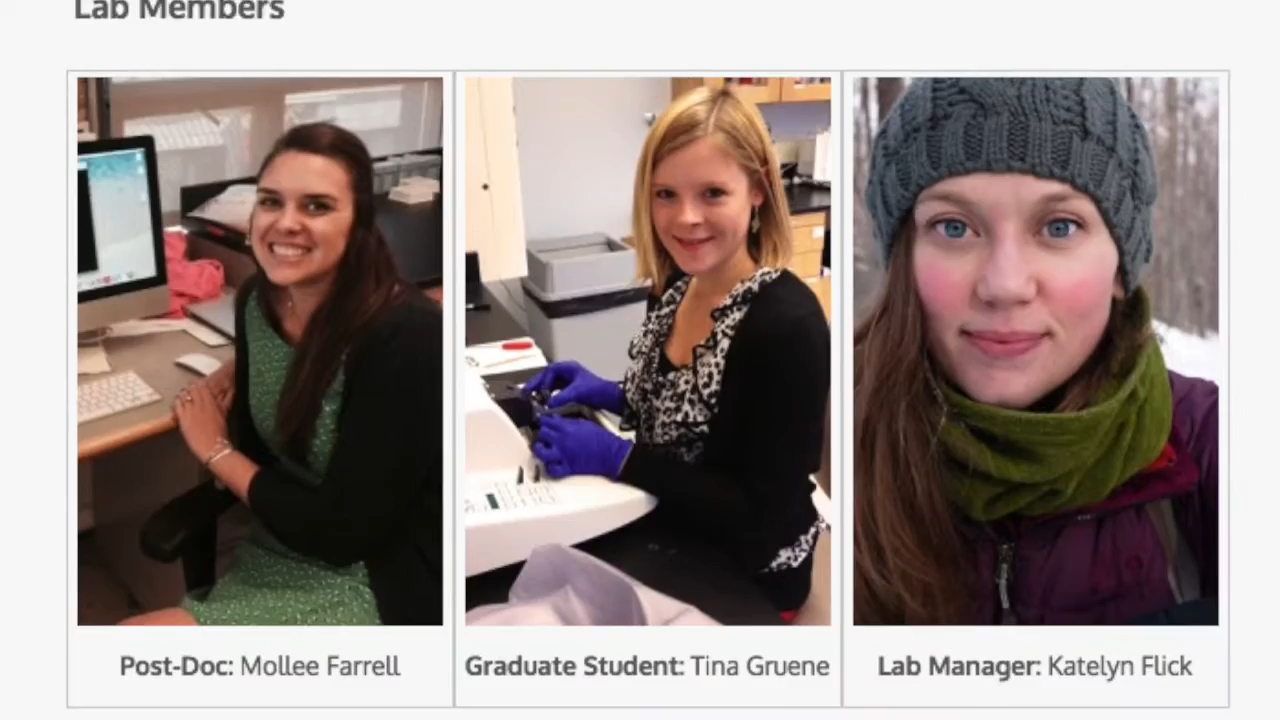 Lab Members
Post-Doc: Mollee Farrell
Graduate Student: Tina Gruene
Lab Manager: Katelyn Flick